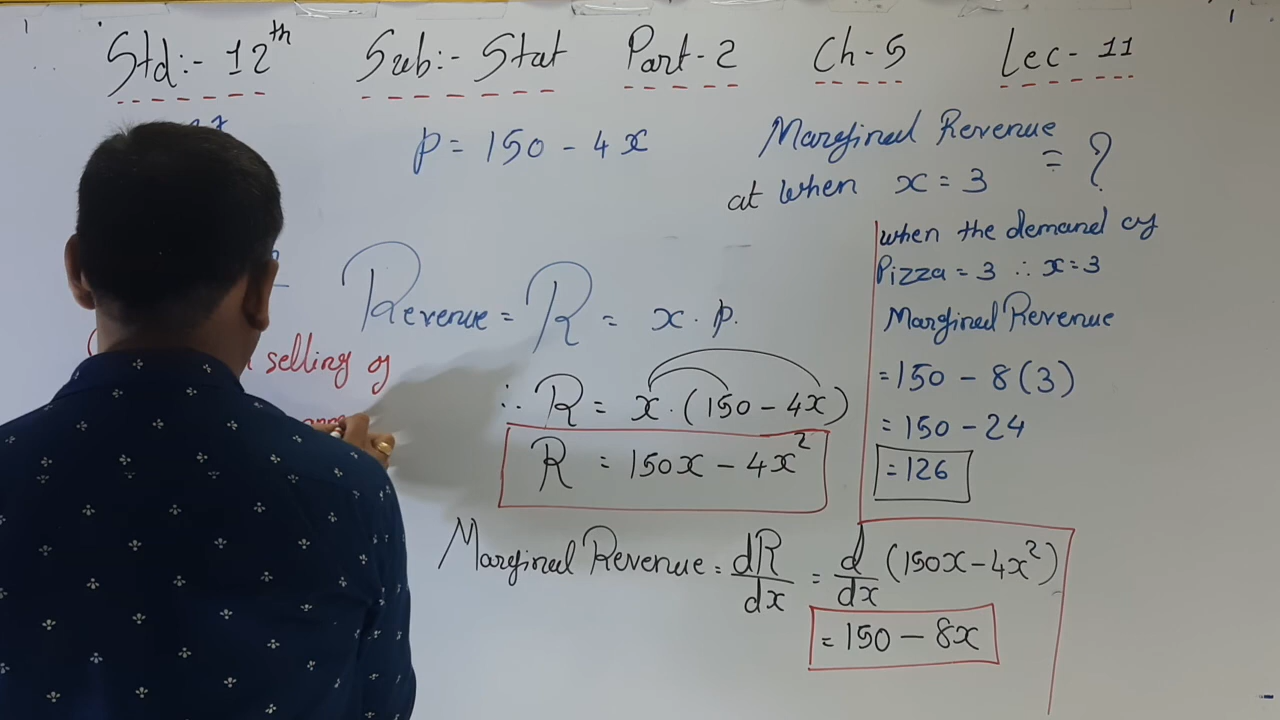 Std:- 12th Sub:- Stat Part-2 Ch-5 Lec-11
p = 150 - 4x
Marginal Revenue
at when x = 3 = ?
Revenue = R = x · p.
selling of
∴ R = x · (150 - 4x)
R = 150x - 4x²
Marginal Revenue = dR/dx = d/dx (150x - 4x²)
= 150 - 8x
when the demand of
Pizza = 3 ∴ x = 3
Marginal Revenue
= 150 - 8(3)
= 150 - 24
= 126